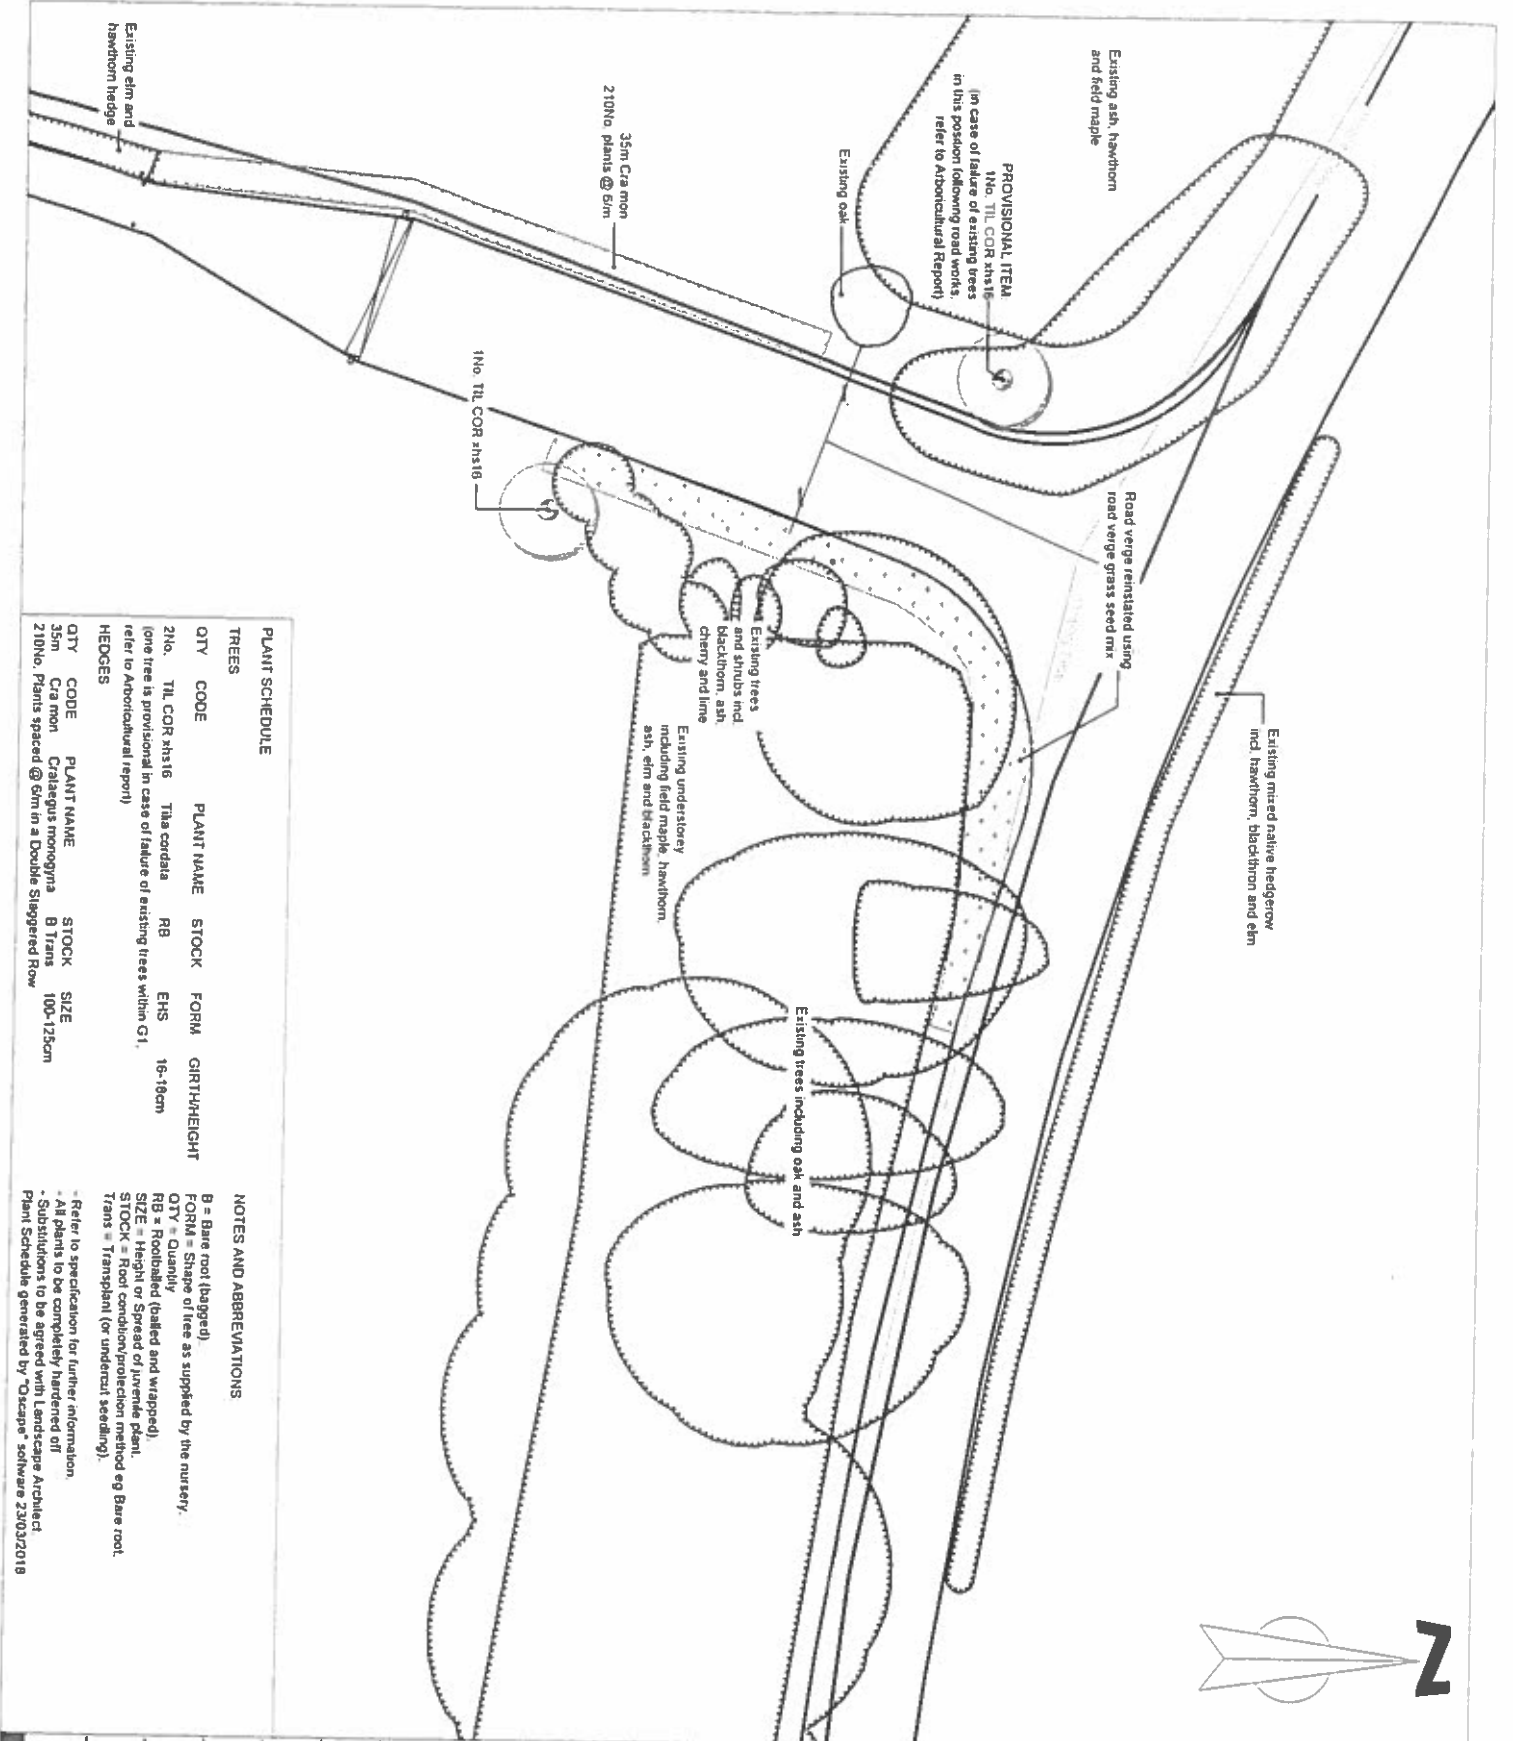 Existing ash, hawthorn
and field maple
PROVISIONAL ITEM
1No. TIL COR xhs16
(in case of failure of existing trees
in this position following road works,
refer to Arboricultural Report)
Existing oak
35m Cra mon
210No. plants @ 6/m
Existing elm and
hawthorn hedge
Road verge reinstated using
road verge grass seed mix
1No. TIL COR xhs16
Existing mixed native hedgerow
incl. hawthorn, blackthron and elm
Existing trees
and shrubs incl.
blackthorn, ash,
cherry and lime
Existing understorey
including field maple, hawthorn,
ash, elm and blackthorn
Existing trees including oak and ash
PLANT SCHEDULE
TREES
QTY CODE PLANT NAME STOCK FORM GIRTH/HEIGHT
2No. TIL COR xhs16 Tilia cordata RB EHS 16-18cm
(one tree is provisional in case of failure of existing trees within G1,
refer to Arboricultural report)
HEDGES
QTY CODE PLANT NAME STOCK SIZE
35m Cra mon Crataegus monogyna B Trans 100-125cm
210No. Plants spaced @ 6/m in a Double Staggered Row
NOTES AND ABBREVIATIONS
B = Bare root (bagged)
FORM = Shape of tree as supplied by the nursery.
QTY = Quantity
RB = Rootballed (balled and wrapped).
SIZE = Height or Spread of juvenile plant.
STOCK = Root condition/protection method eg Bare root.
Trans = Transplant (or undercut seedling).
- Refer to specification for further information.
- All plants to be completely hardened off
- Substitutions to be agreed with Landscape Architect
Plant Schedule generated by "Qscape" software 23/03/2018
N